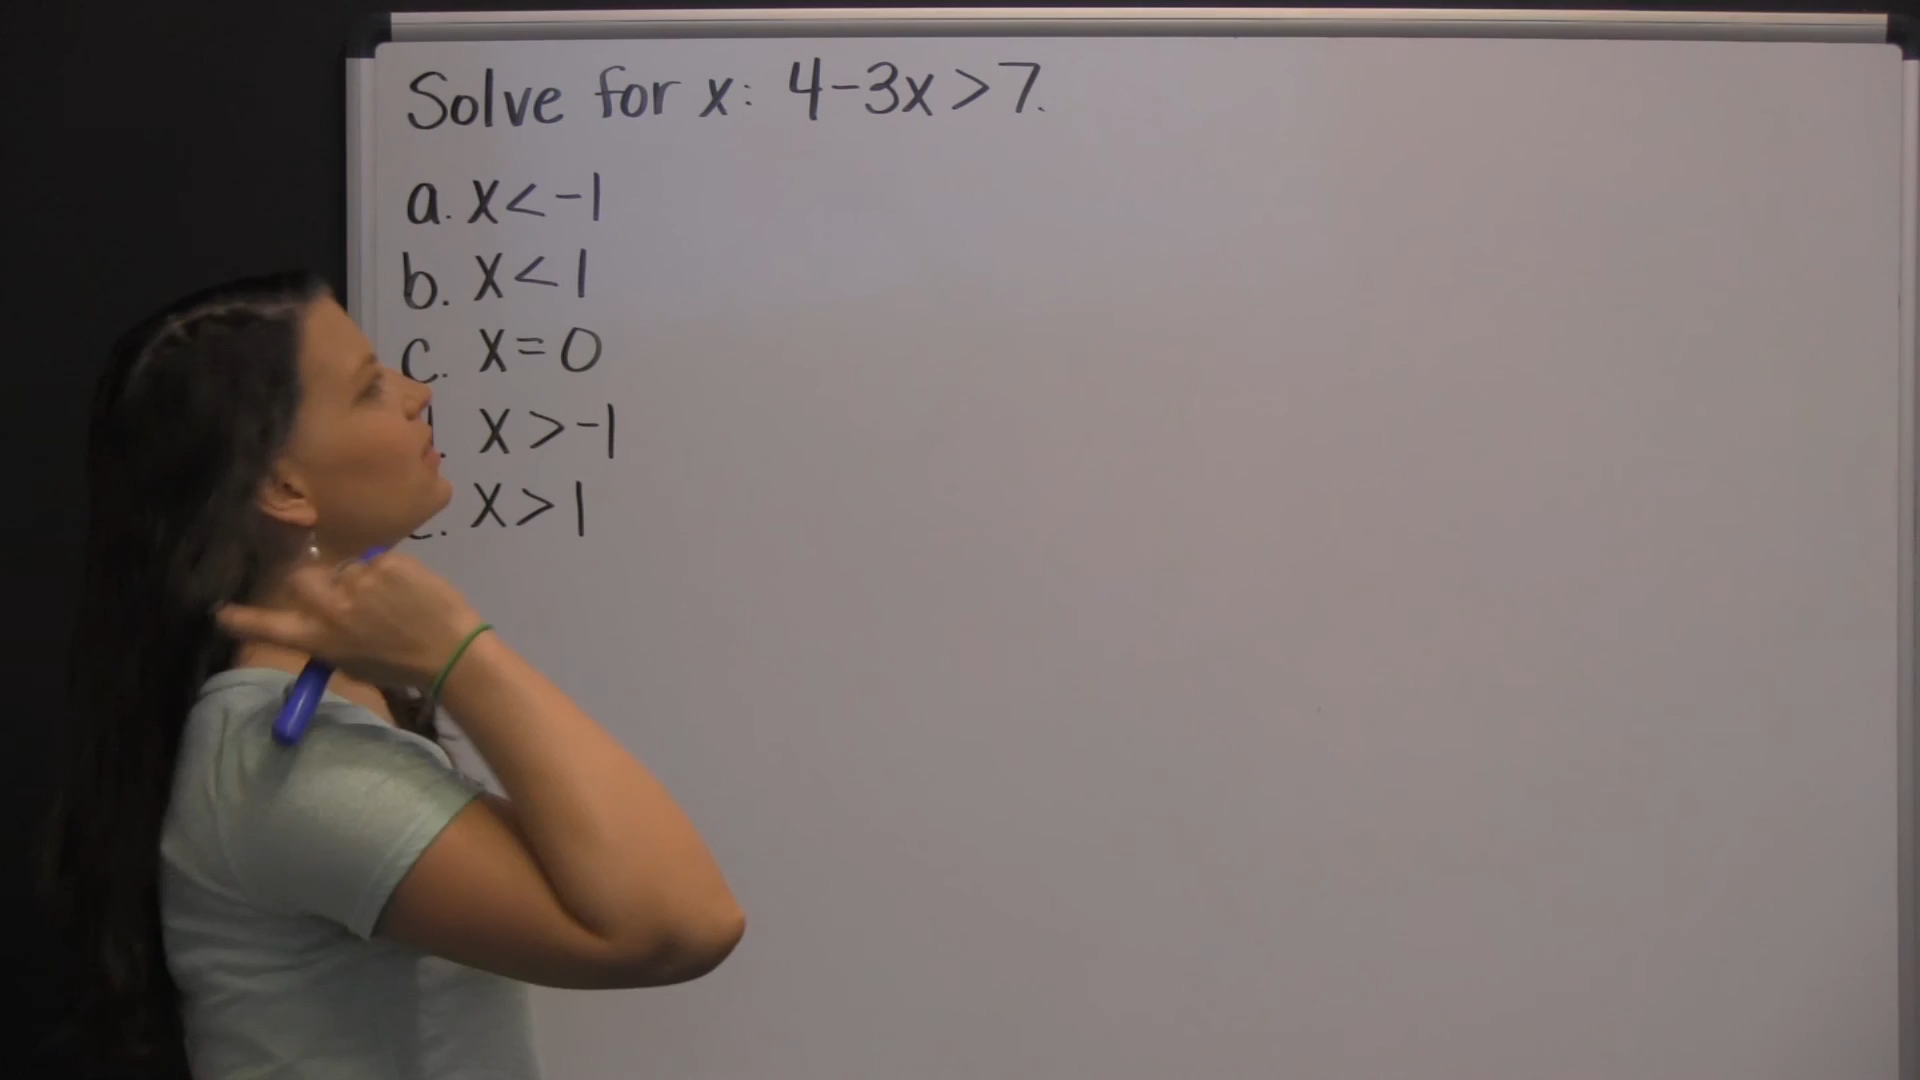 Solve for x: 4-3x>7.
a. x<-1
b. x<1
c. x=0
x>-1
x>1